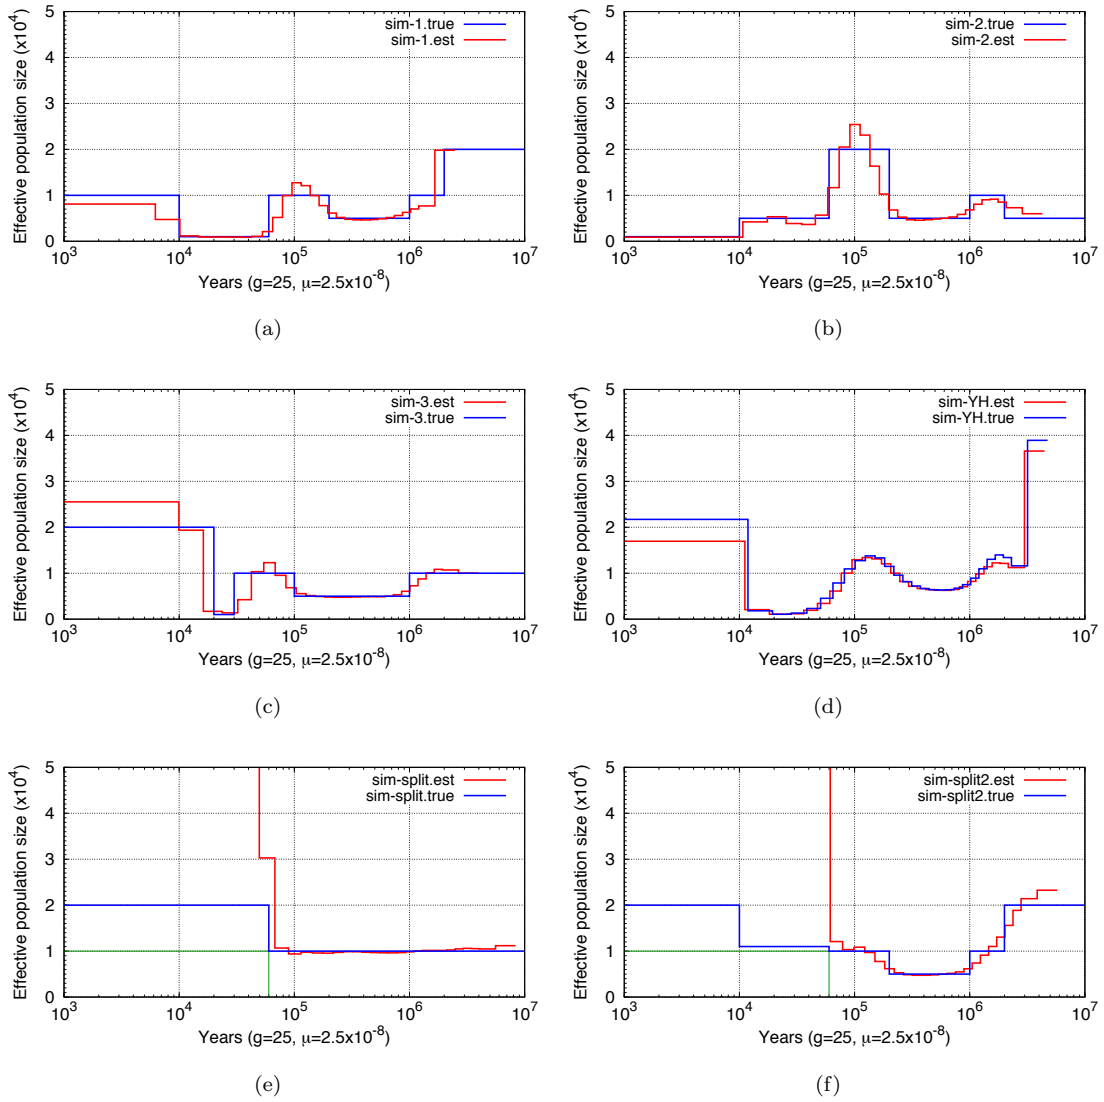 5
4
3
2
1
0
10^3
10^4
10^5
10^6
10^7
Effective population size (x10^4)
Years (g=25, μ=2.5x10^-8)
sim-1.true
sim-1.est
(a)
5
4
3
2
1
0
10^3
10^4
10^5
10^6
10^7
Effective population size (x10^4)
Years (g=25, μ=2.5x10^-8)
sim-2.true
sim-2.est
(b)
5
4
3
2
1
0
10^3
10^4
10^5
10^6
10^7
Effective population size (x10^4)
Years (g=25, μ=2.5x10^-8)
sim-3.est
sim-3.true
(c)
5
4
3
2
1
0
10^3
10^4
10^5
10^6
10^7
Effective population size (x10^4)
Years (g=25, μ=2.5x10^-8)
sim-YH.est
sim-YH.true
(d)
5
4
3
2
1
0
10^3
10^4
10^5
10^6
10^7
Effective population size (x10^4)
Years (g=25, μ=2.5x10^-8)
sim-split.est
sim-split.true
(e)
5
4
3
2
1
0
10^3
10^4
10^5
10^6
10^7
Effective population size (x10^4)
Years (g=25, μ=2.5x10^-8)
sim-split2.est
sim-split2.true
(f)